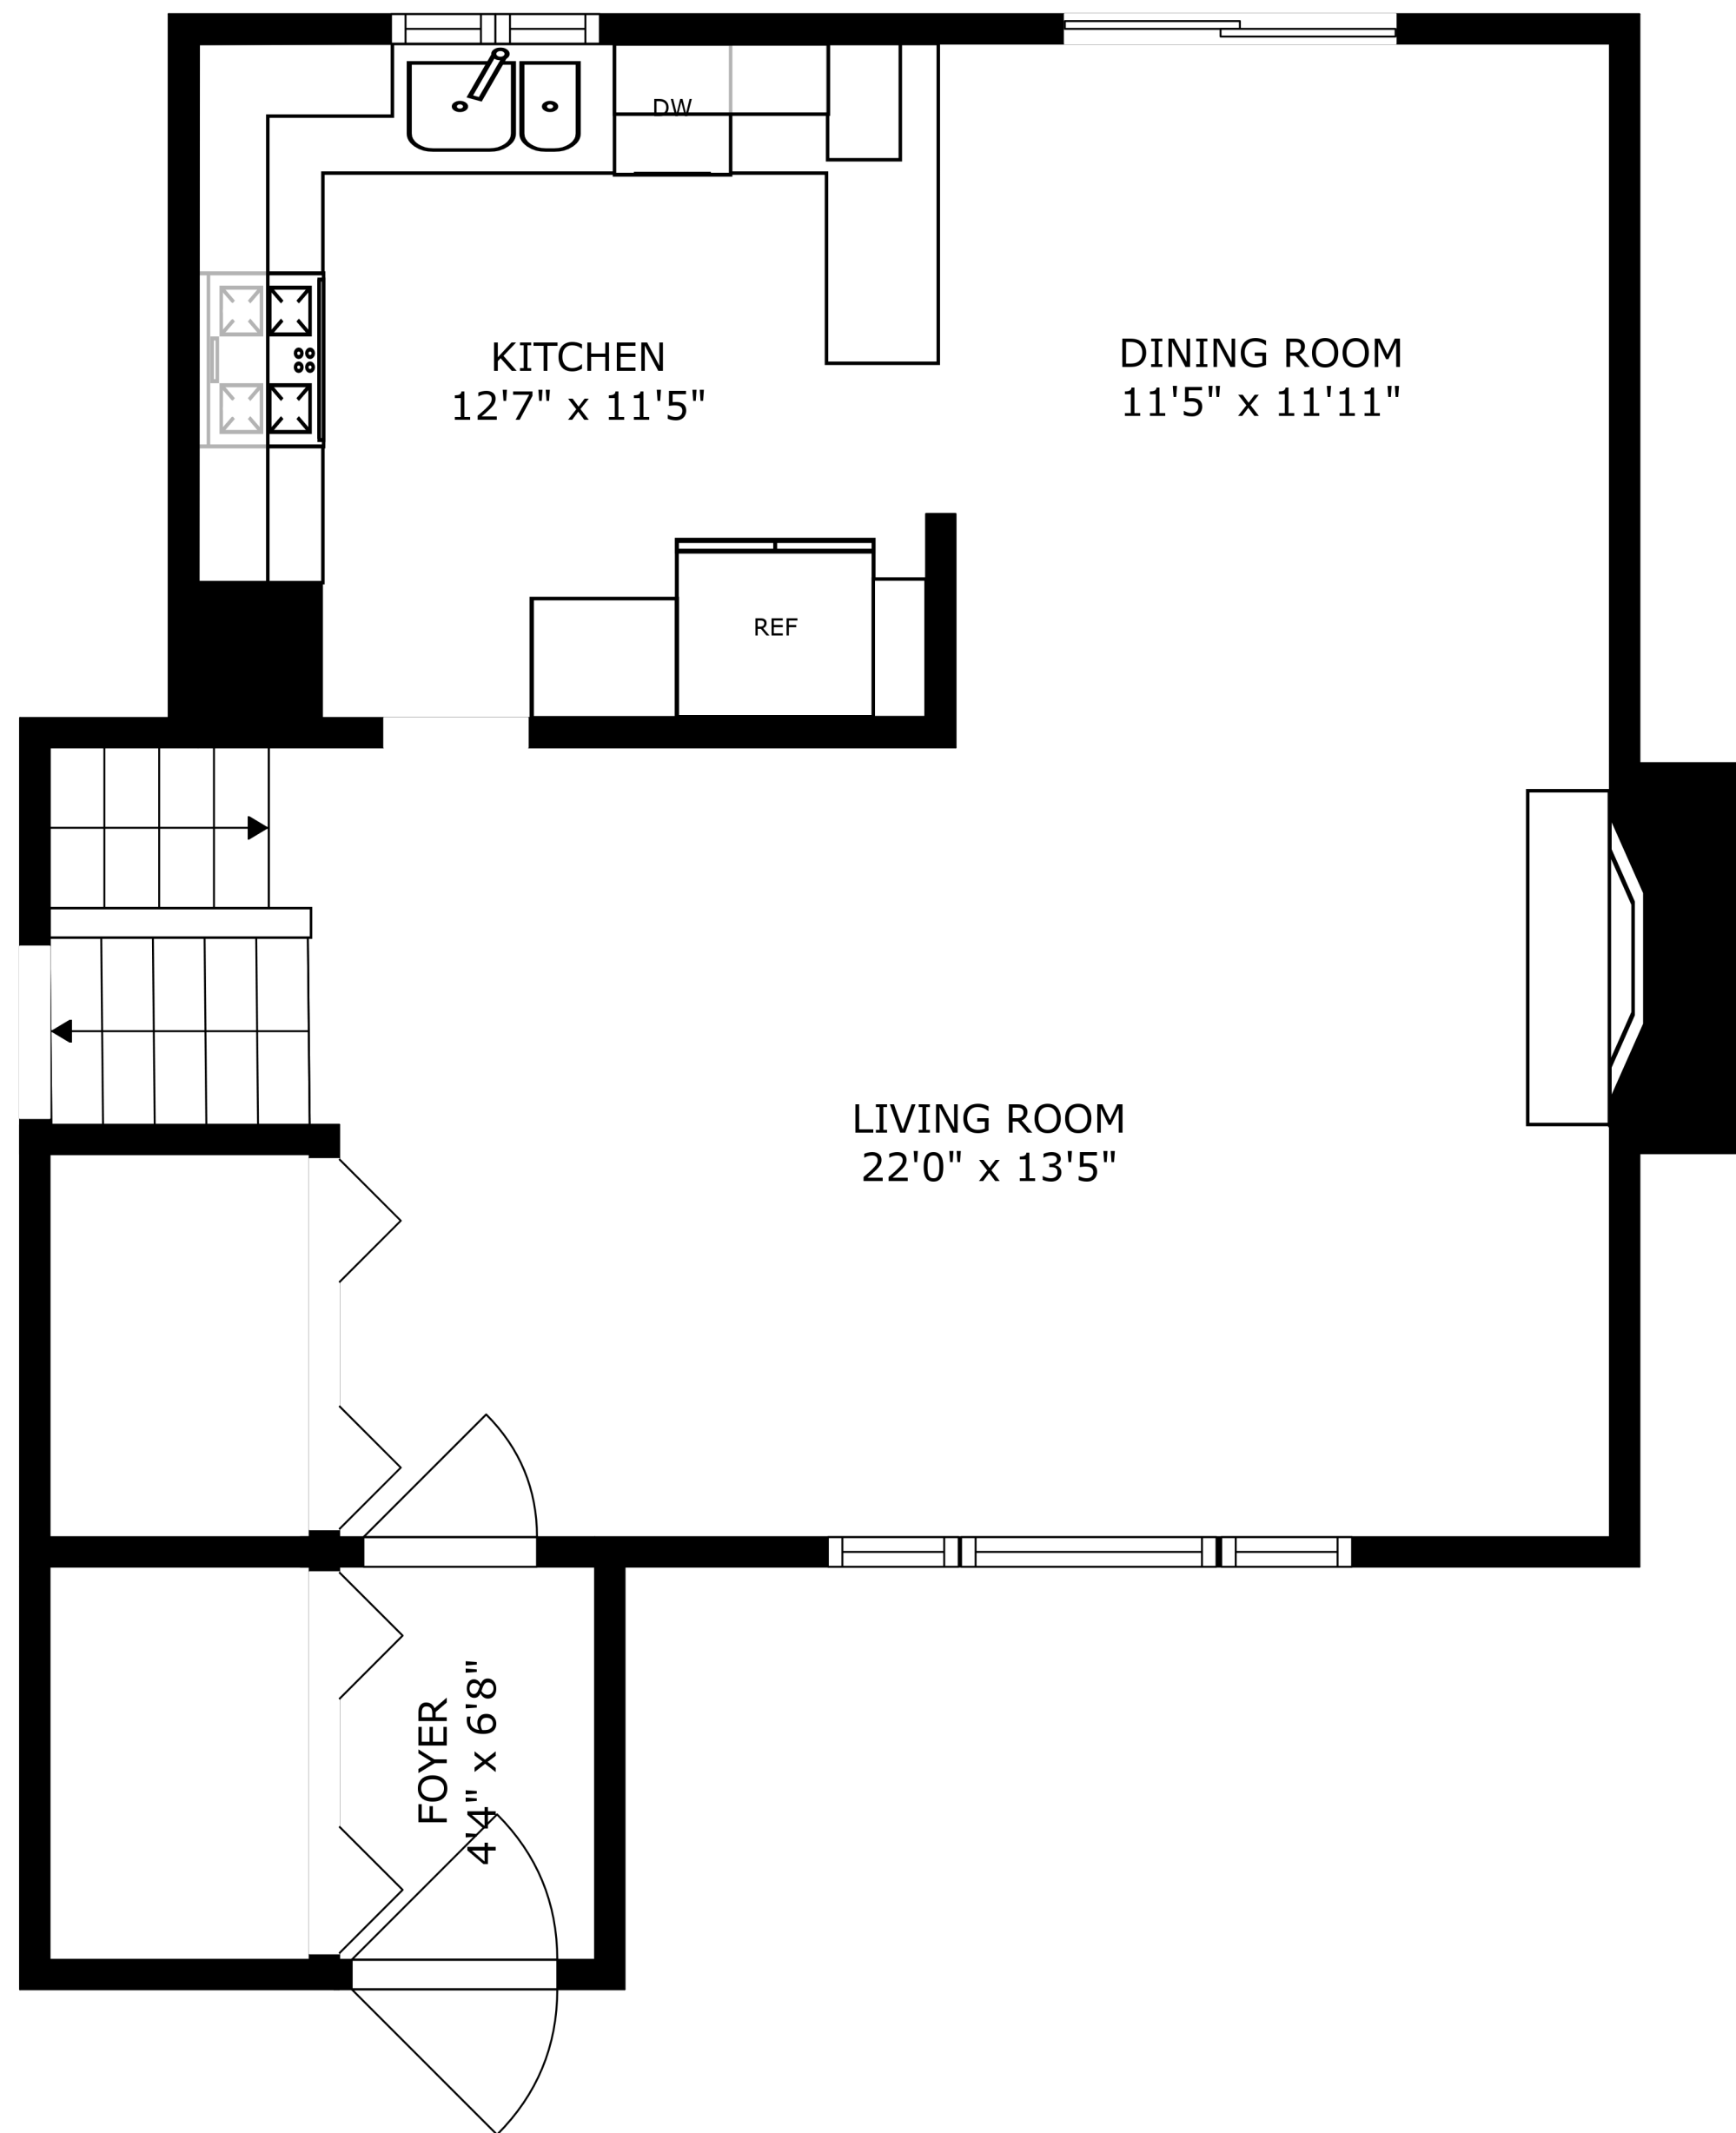 DW
KITCHEN
12'7" x 11'5"
DINING ROOM
11'5" x 11'11"
REF
LIVING ROOM
22'0" x 13'5"
FOYER
4'4" x 6'8"